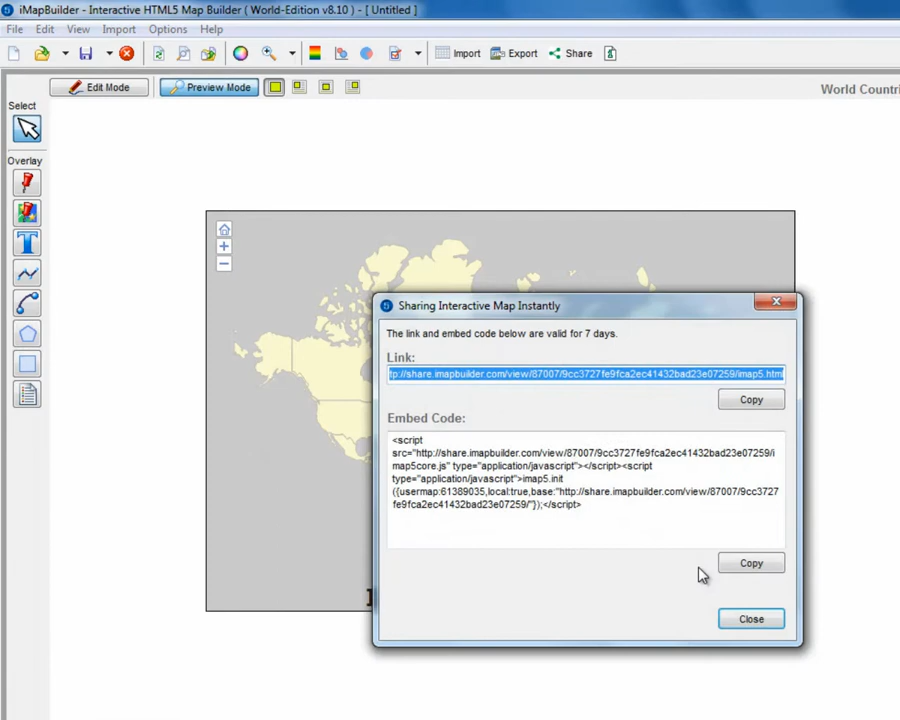 iMapBuilder - Interactive HTML5 Map Builder ( World-Edition v8.10 ) - [ Untitled ]
File Edit View Import Options Help
Import Export Share
Edit Mode Preview Mode World Countri
Select
Overlay
Sharing Interactive Map Instantly
The link and embed code below are valid for 7 days.
Link:
tp://share.imapbuilder.com/view/87007/9cc3727fe9fca2ec41432bad23e07259/imap5.html
Copy
Embed Code:
<script
src="http://share.imapbuilder.com/view/87007/9cc3727fe9fca2ec41432bad23e07259/i
map5core.js" type="application/javascript"></script><script
type="application/javascript">imap5.init
({usermap:61389035,local:true,base:"http://share.imapbuilder.com/view/87007/9cc3727
fe9fca2ec41432bad23e07259/"});</script>
Copy
Close